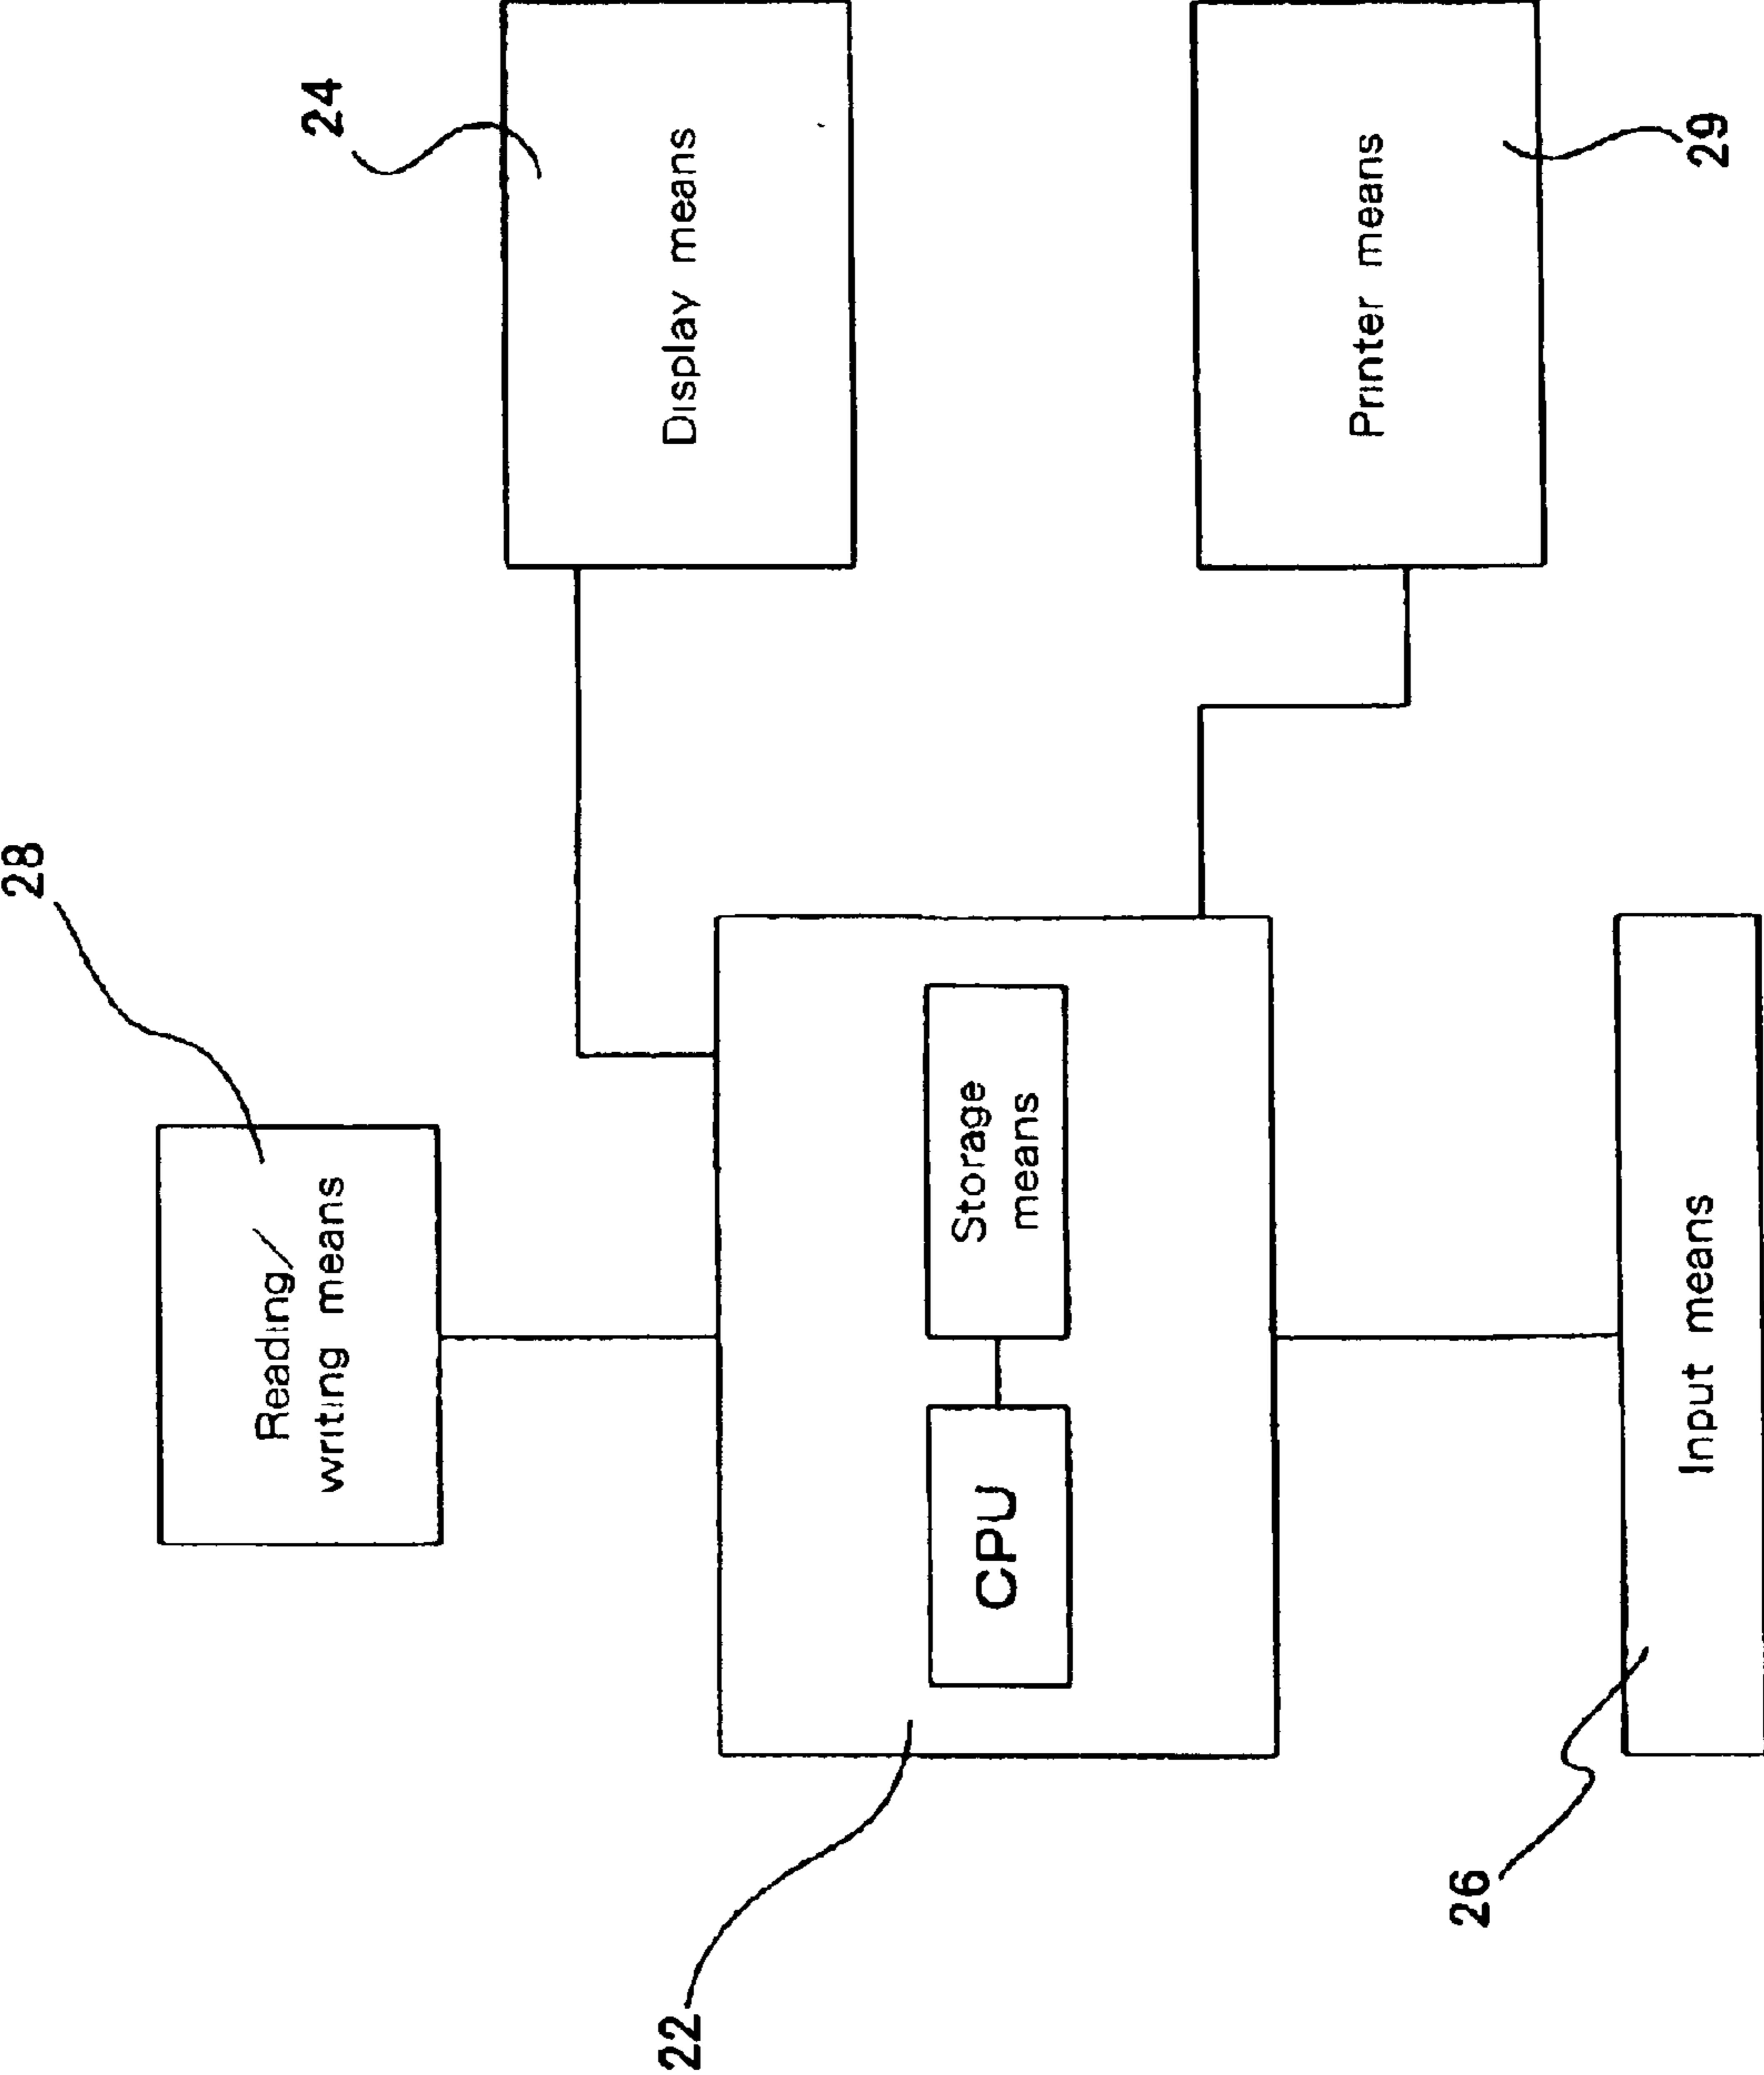 28
Reading/
writing means
24
Display means
22
CPU
Storage
means
Printer means
29
26
Input means